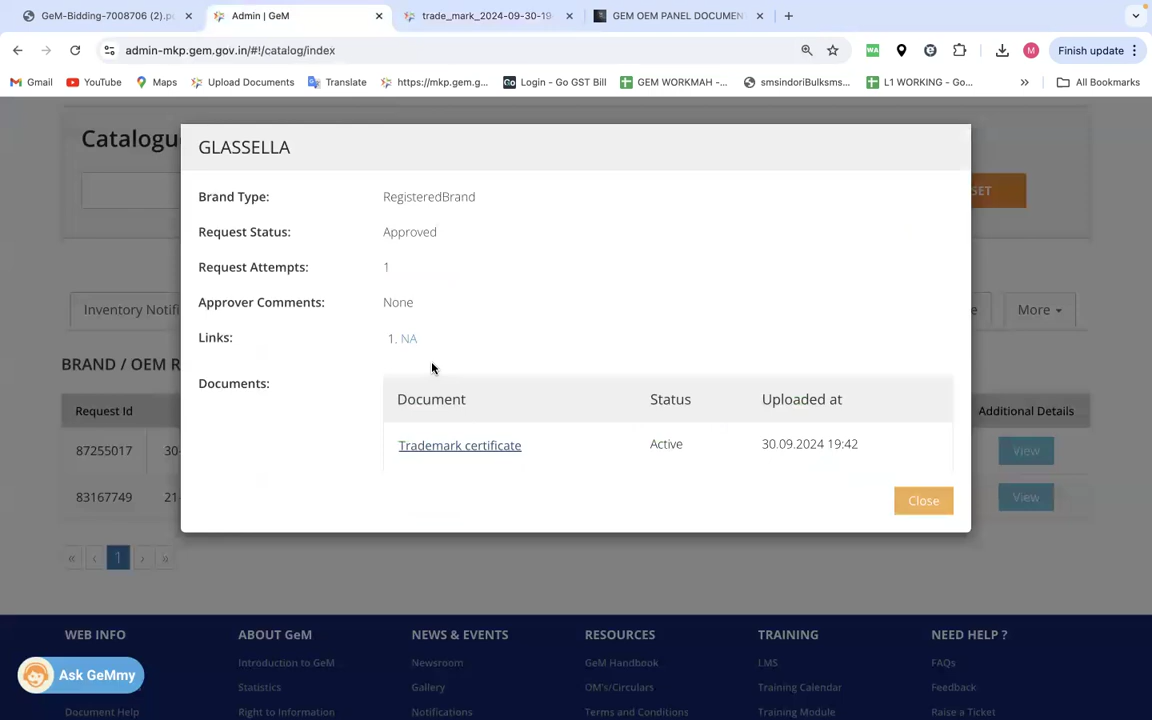 GeM-Bidding-7008706 (2).p
Admin | GeM
trade_mark_2024-09-30-19
GEM OEM PANEL DOCUMEN
admin-mkp.gem.gov.in/#!/catalog/index
WA
M
Finish update
Gmail
YouTube
Maps
Upload Documents
Translate
https://mkp.gem.g...
Login - Go GST Bill
GEM WORKMAH -...
smsindoriBulksms...
L1 WORKING - Go...
»
All Bookmarks
Catalogu
SET
GLASSELLA
Brand Type: RegisteredBrand
Request Status: Approved
Request Attempts: 1
Approver Comments: None
Links: 1. NA
Documents:
Document Status Uploaded at
Trademark certificate Active 30.09.2024 19:42
Close
Inventory Notifi
e
More
BRAND / OEM R
Request Id
Additional Details
87255017 30-
View
83167749 21-
View
« ‹ 1 › »
WEB INFO ABOUT GeM NEWS & EVENTS RESOURCES TRAINING NEED HELP ?
Introduction to GeM Newsroom GeM Handbook LMS FAQs
Ask GeMmy
Statistics Gallery OM's/Circulars Training Calendar Feedback
Document Help Right to Information Notifications Terms and Conditions Training Module Raise a Ticket